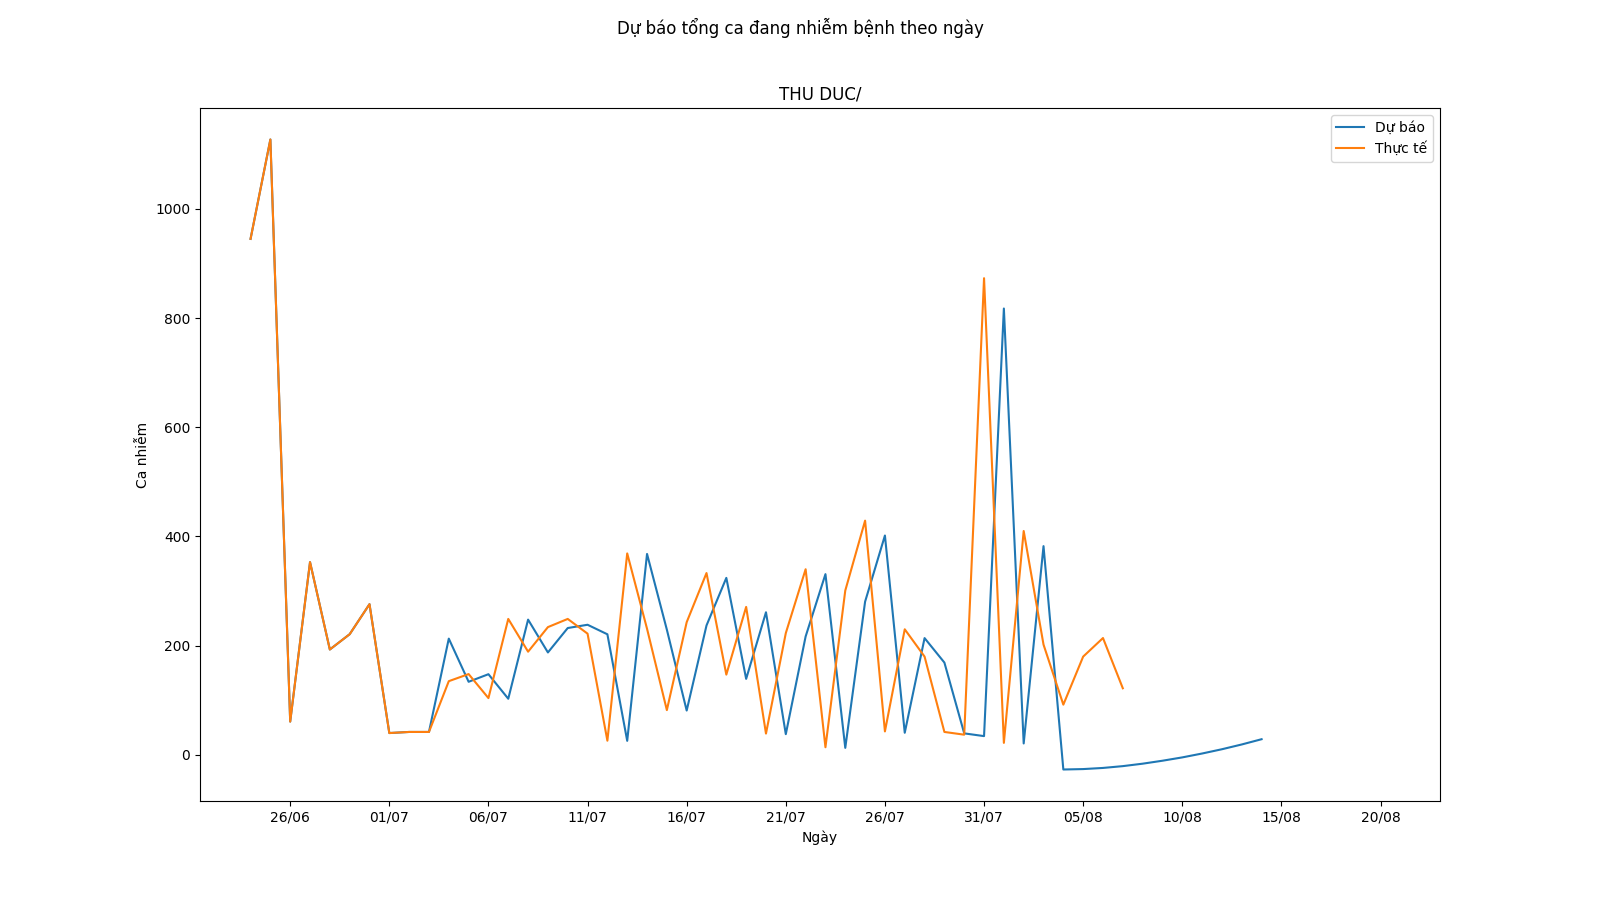 Dự báo tổng ca đang nhiễm bệnh theo ngày
THU DUC/
Dự báo
Thực tế
1000
800
600
400
200
0
Ca nhiễm
26/06 01/07 06/07 11/07 16/07 21/07 26/07 31/07 05/08 10/08 15/08 20/08
Ngày